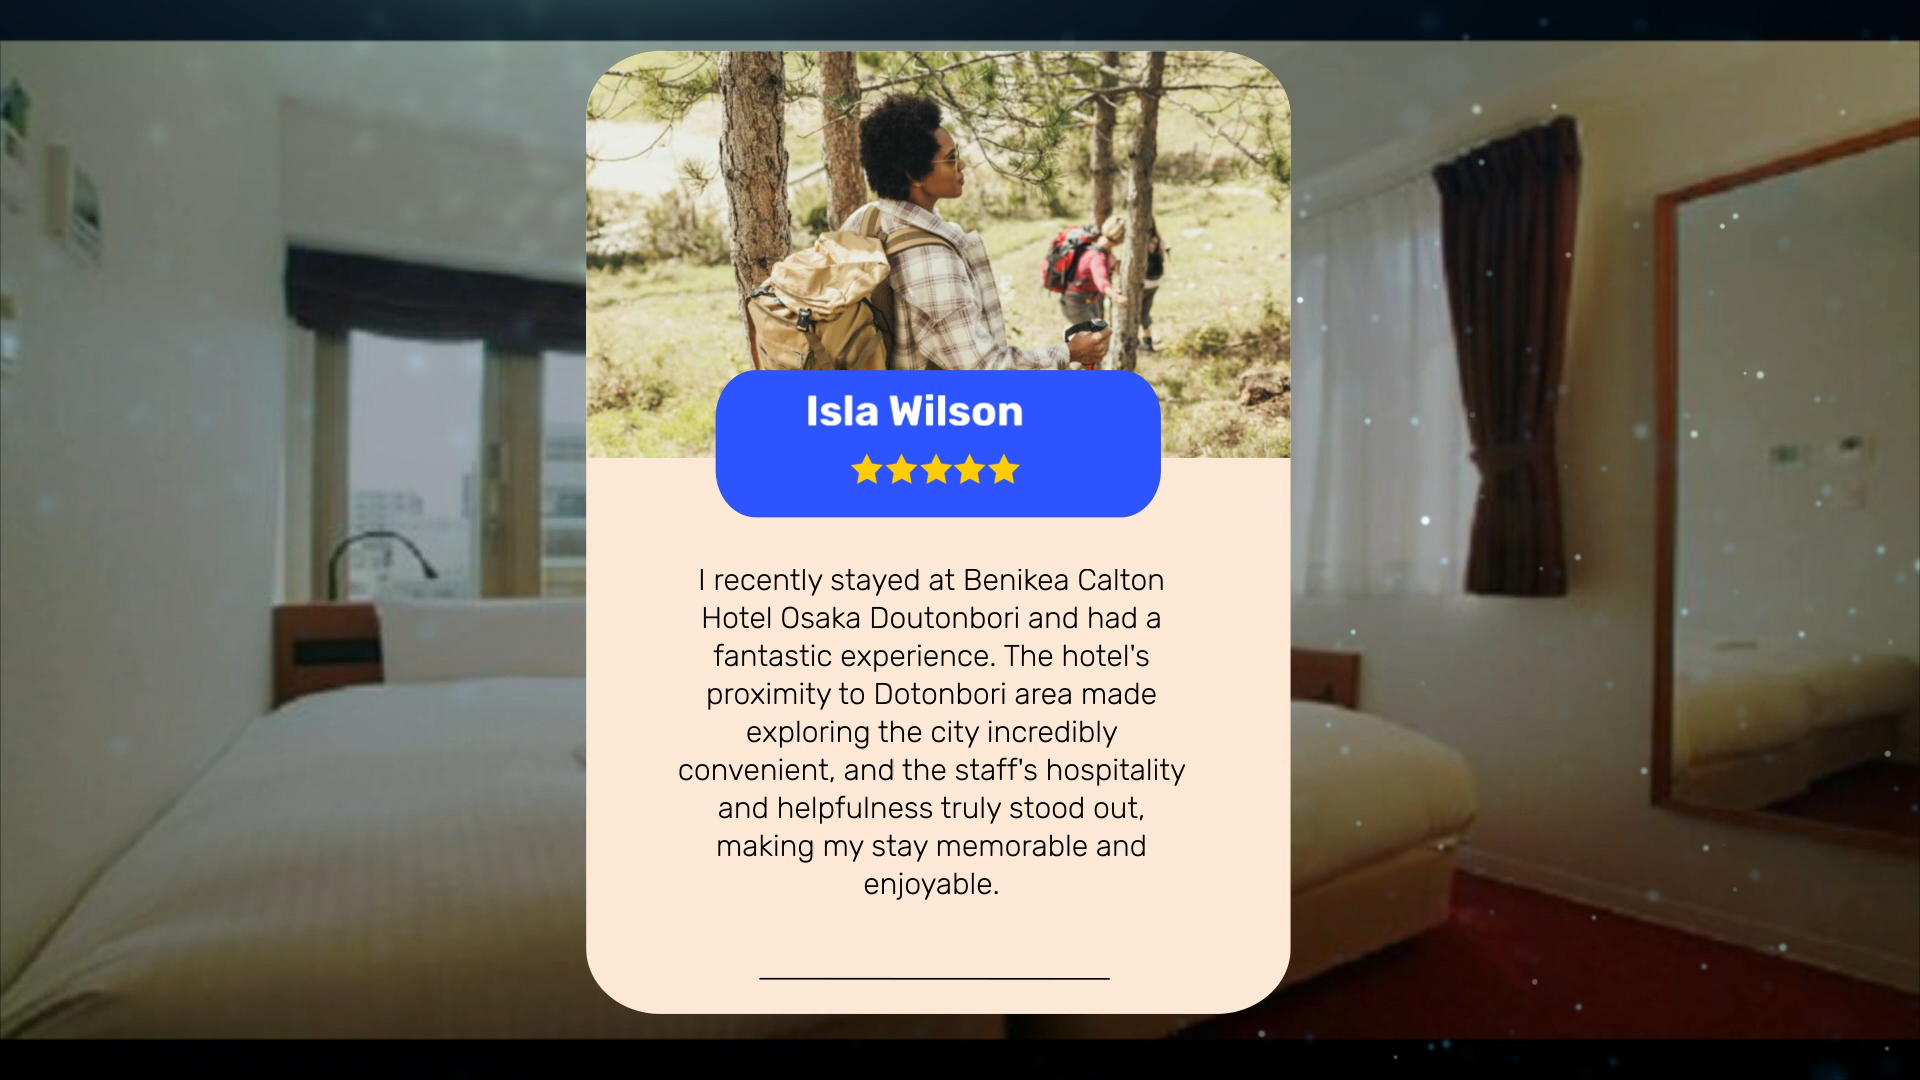 Isla Wilson
I recently stayed at Benikea Calton
Hotel Osaka Doutonbori and had a
fantastic experience. The hotel's
proximity to Dotonbori area made
exploring the city incredibly
convenient, and the staff's hospitality
and helpfulness truly stood out,
making my stay memorable and
enjoyable.